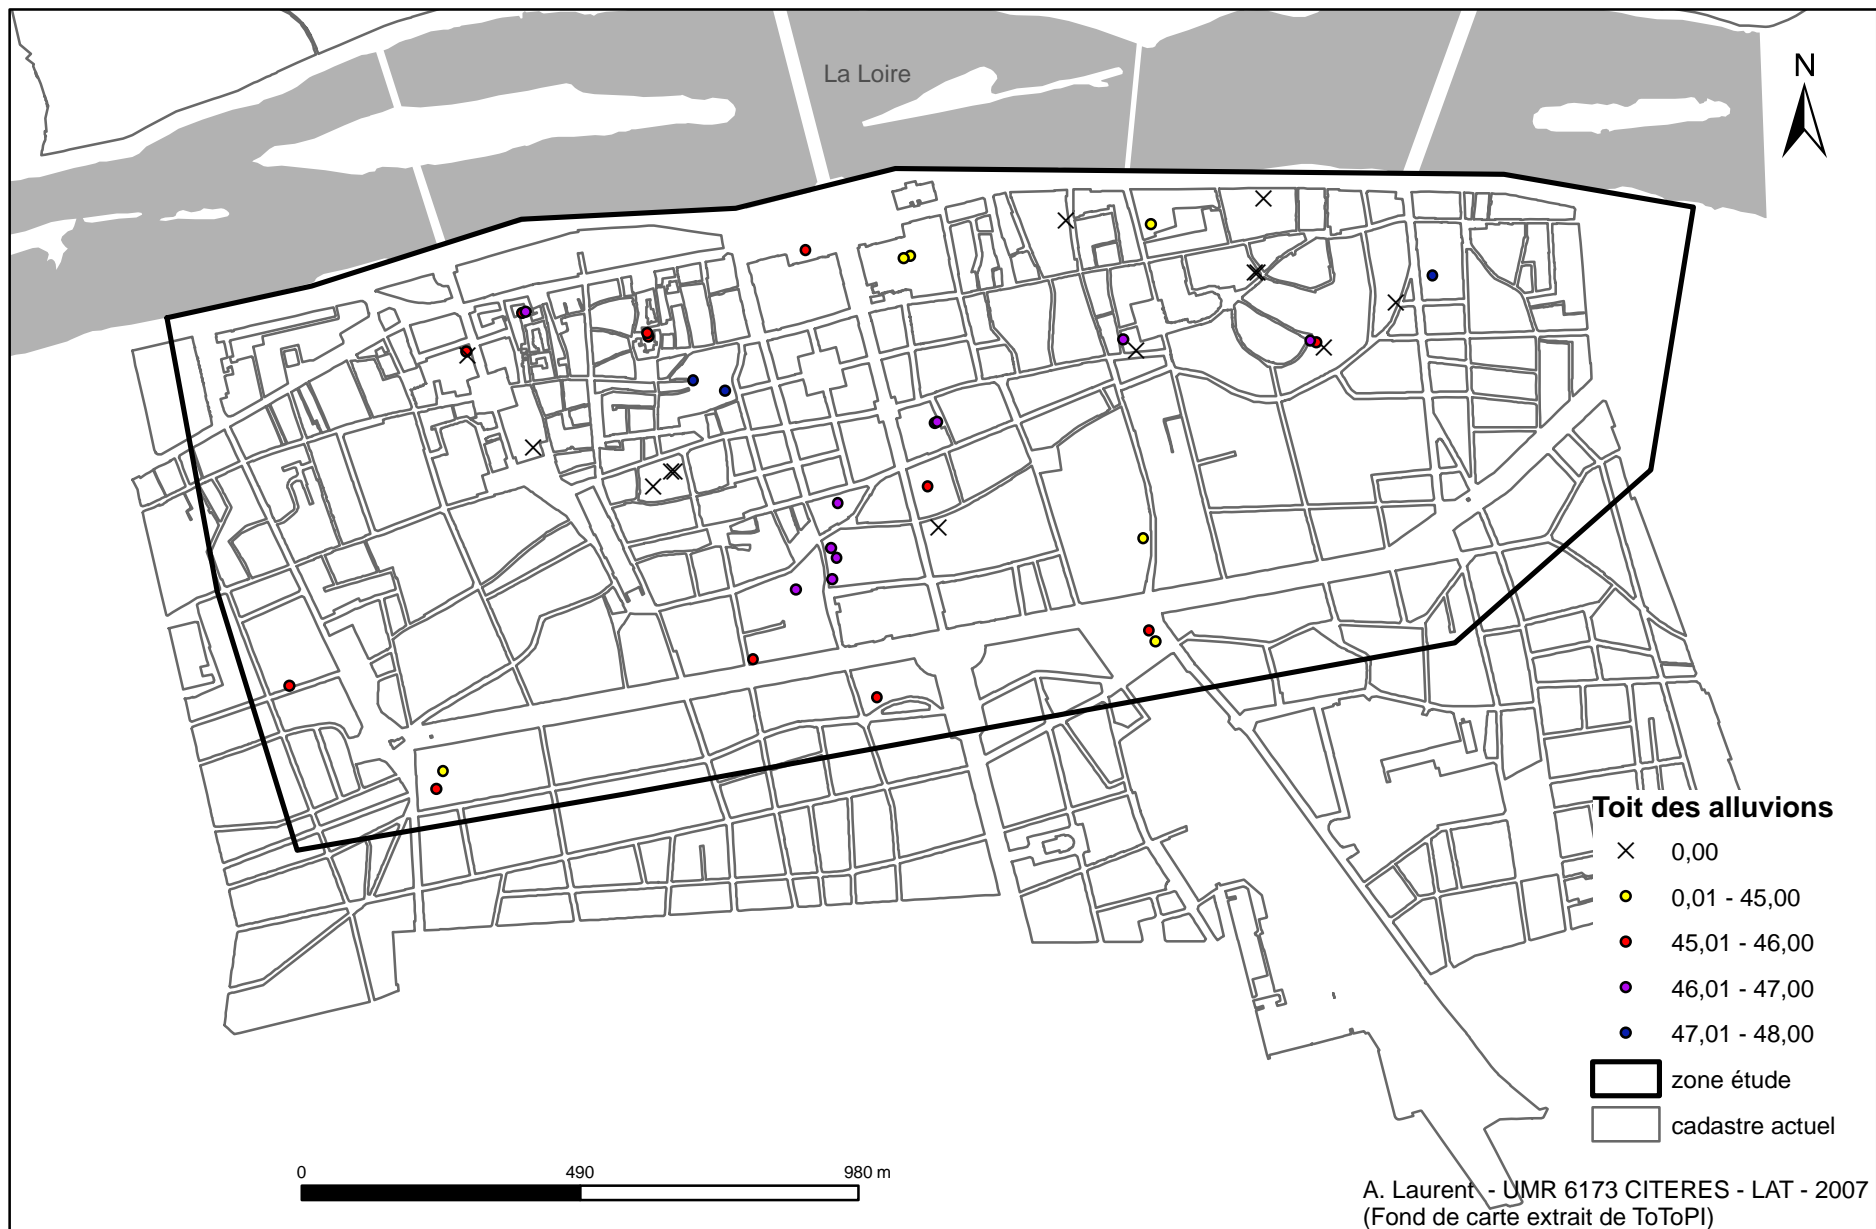 La Loire
N
Toit des alluvions
0,00
0,01 - 45,00
45,01 - 46,00
46,01 - 47,00
47,01 - 48,00
zone étude
cadastre actuel
0 490 980 m
A. Laurent - UMR 6173 CITERES - LAT - 2007
(Fond de carte extrait de ToToPI)